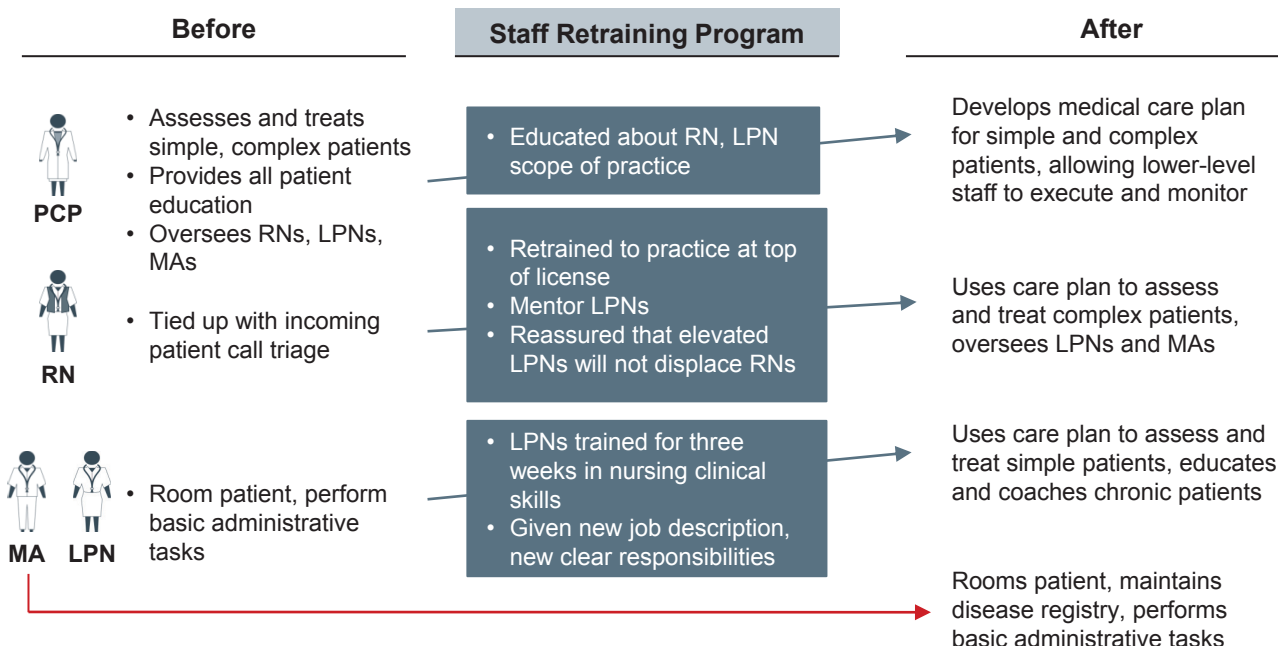 Before
Staff Retraining Program
After
• Assesses and treats
simple, complex patients
• Provides all patient
education
• Oversees RNs, LPNs,
MAs
PCP
• Educated about RN, LPN
scope of practice
Develops medical care plan
for simple and complex
patients, allowing lower-level
staff to execute and monitor
RN
• Tied up with incoming
patient call triage
• Retrained to practice at top
of license
• Mentor LPNs
• Reassured that elevated
LPNs will not displace RNs
Uses care plan to assess
and treat complex patients,
oversees LPNs and MAs
MA LPN
• Room patient, perform
basic administrative
tasks
• LPNs trained for three
weeks in nursing clinical
skills
• Given new job description,
new clear responsibilities
Uses care plan to assess and
treat simple patients, educates
and coaches chronic patients
Rooms patient, maintains
disease registry, performs
basic administrative tasks